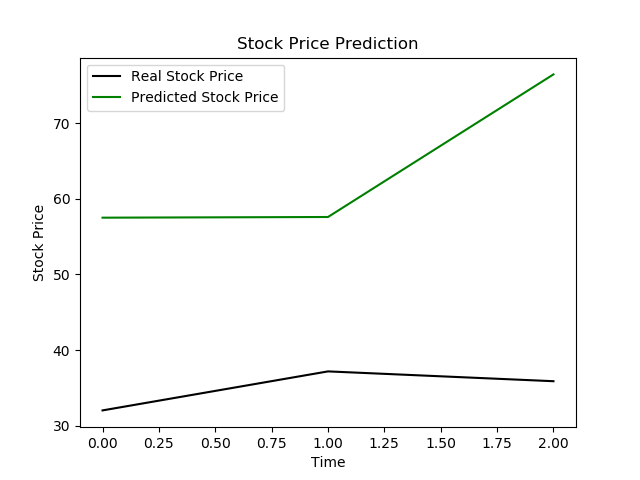 Stock Price Prediction
Real Stock Price
Predicted Stock Price
Stock Price
70
60
50
40
30
0.00 0.25 0.50 0.75 1.00 1.25 1.50 1.75 2.00
Time